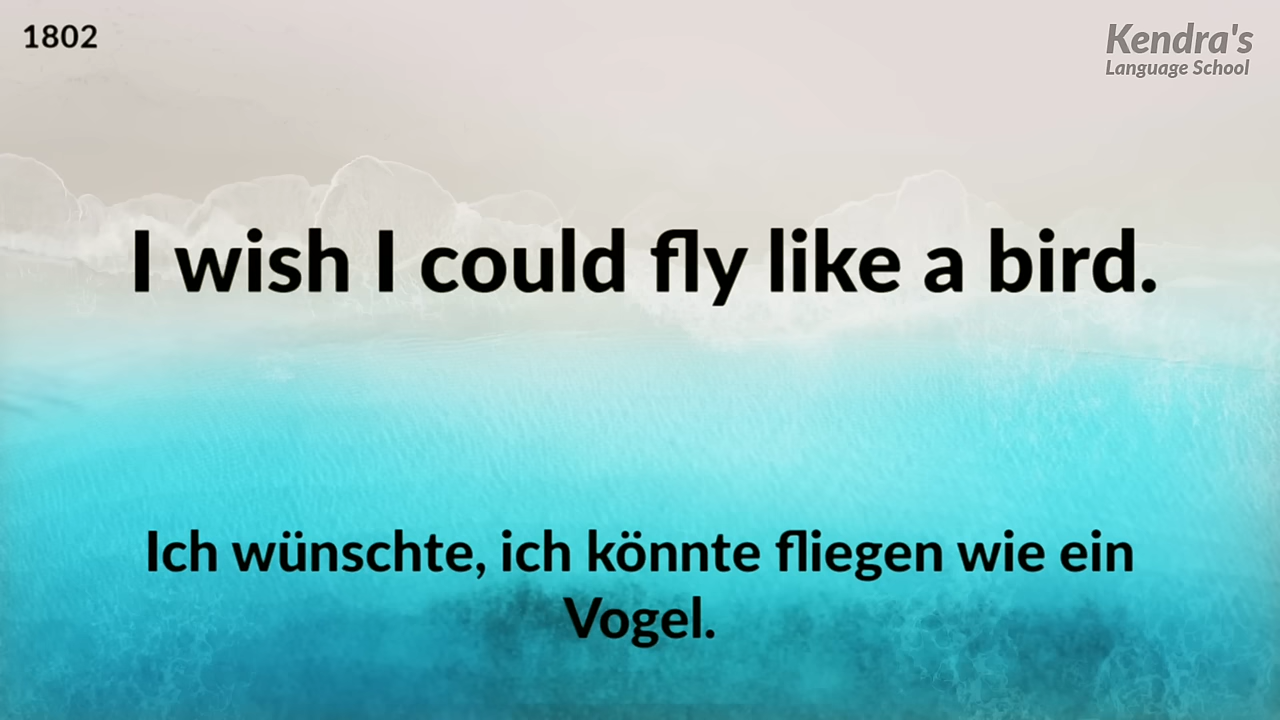 1802
Kendra's
Language School
I wish I could fly like a bird.
Ich wünschte, ich könnte fliegen wie ein
Vogel.